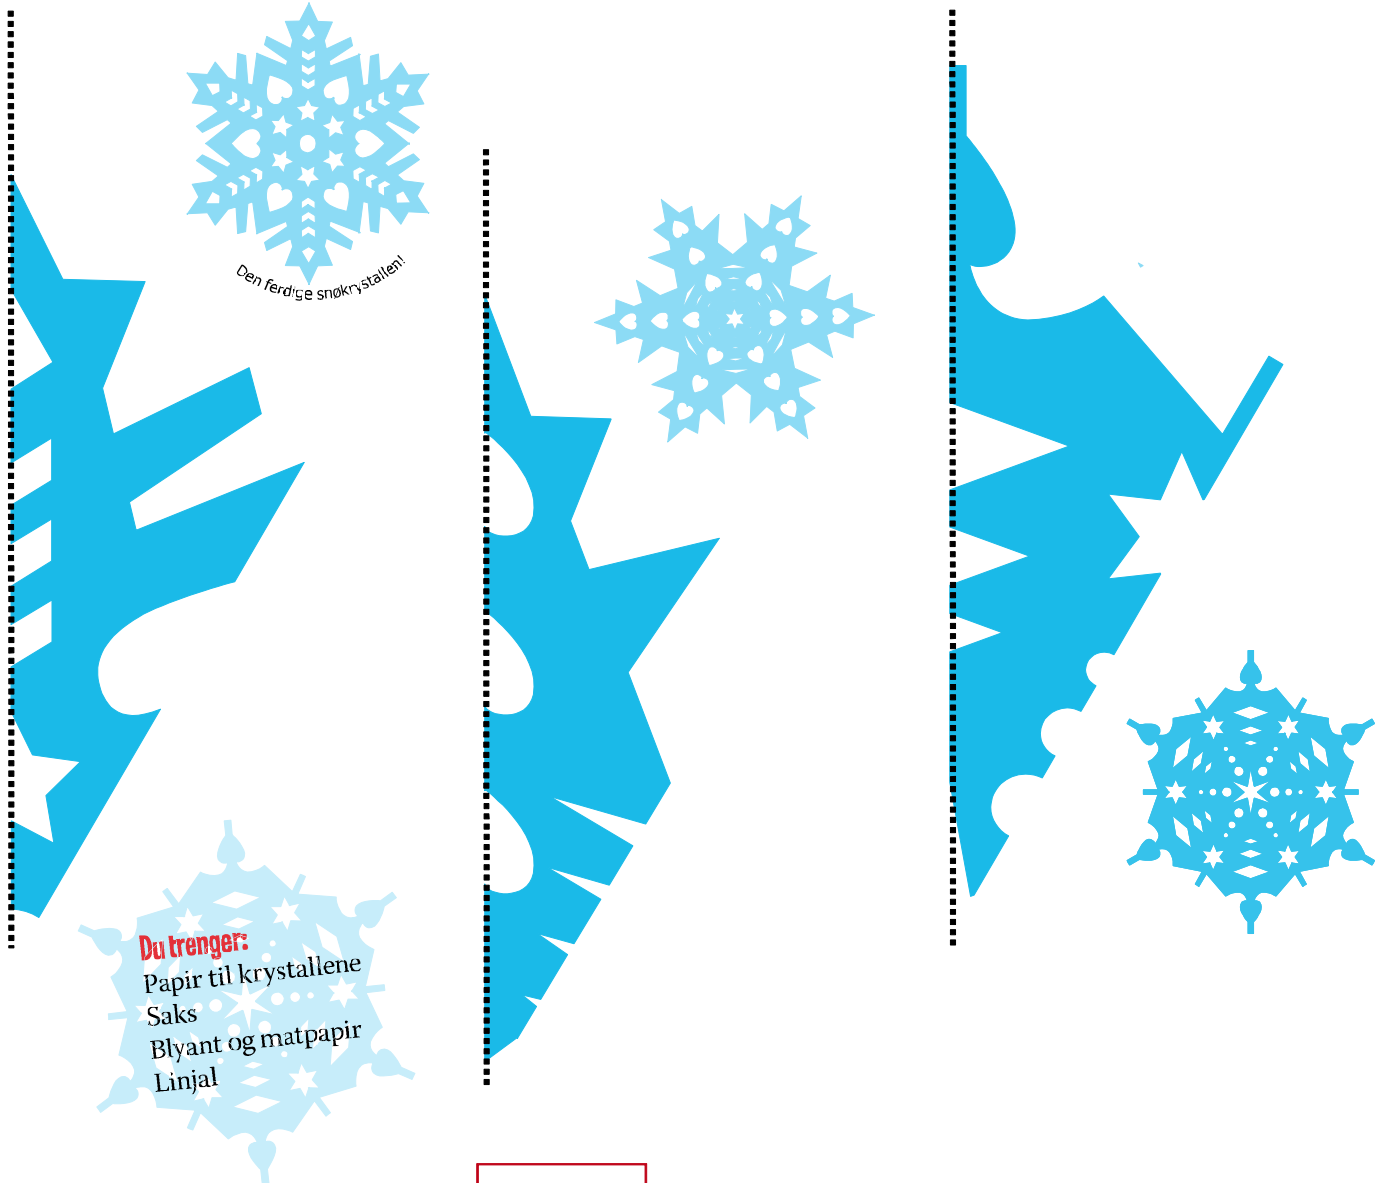 Den ferdige snøkrystallen!
Du trenger:
Papir til krystallene
Saks
Blyant og matpapir
Linjal